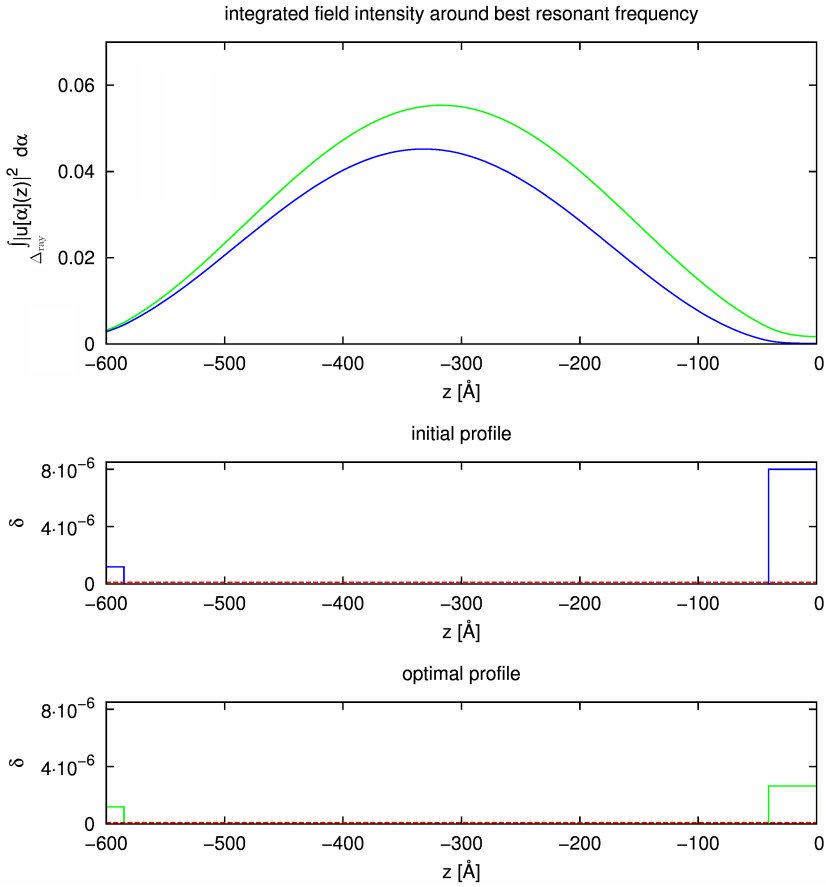 integrated field intensity around best resonant frequency
0.06
0.04
0.02
0
∫|u[α](z)|² dα
Δray
−600 −500 −400 −300 −200 −100 0
z [Å]
initial profile
8·10⁻⁶
4·10⁻⁶
0
δ
−600 −500 −400 −300 −200 −100 0
z [Å]
optimal profile
8·10⁻⁶
4·10⁻⁶
0
δ
−600 −500 −400 −300 −200 −100 0
z [Å]